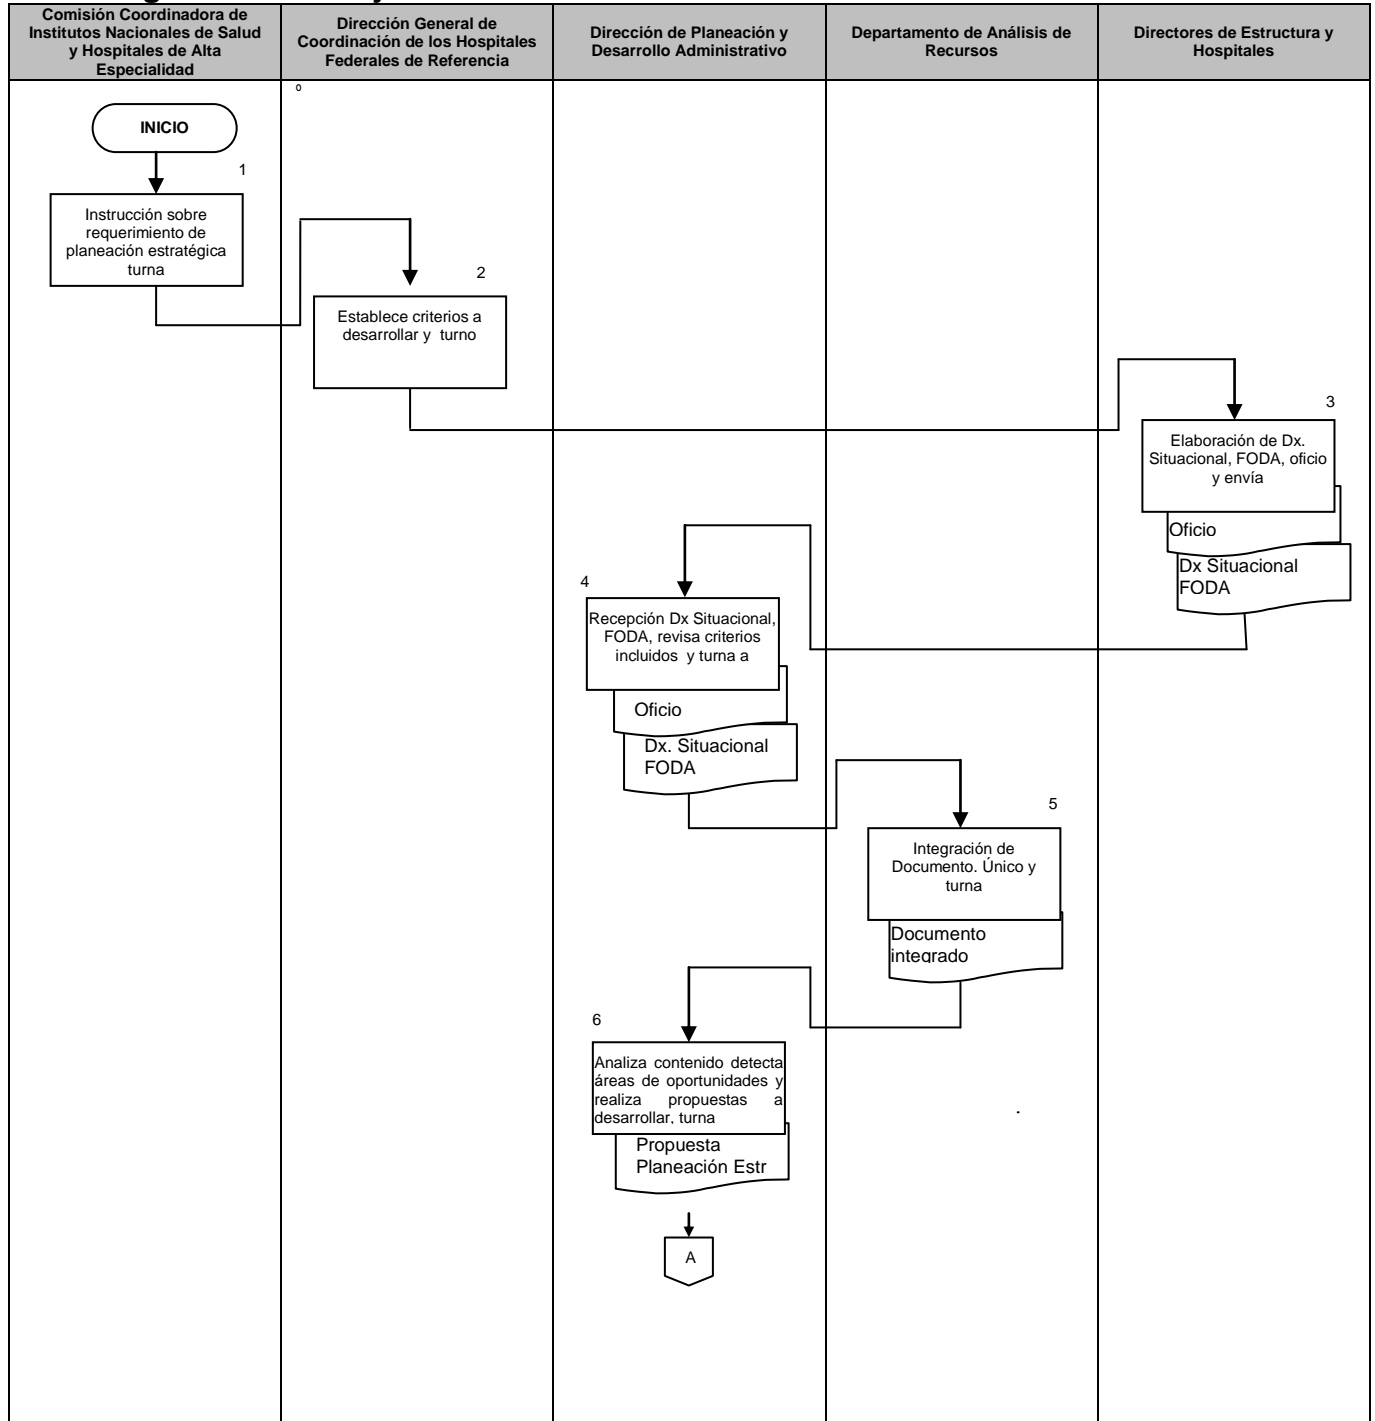 Comisión Coordinadora de
Institutos Nacionales de Salud
y Hospitales de Alta
Especialidad
Dirección General de
Coordinación de los Hospitales
Federales de Referencia
Dirección de Planeación y
Desarrollo Administrativo
Departamento de Análisis de
Recursos
Directores de Estructura y
Hospitales
º
INICIO
1
Instrucción sobre
requerimiento de
planeación estratégica
turna
2
Establece criterios a
desarrollar y turno
3
Elaboración de Dx.
Situacional, FODA, oficio
y envía
Oficio
Dx Situacional
FODA
4
Recepción Dx Situacional,
FODA, revisa criterios
incluidos y turna a
Oficio
Dx. Situacional
FODA
5
Integración de
Documento. Único y
turna
Documento
integrado
6
Analiza contenido detecta
áreas de oportunidades y
realiza propuestas a
desarrollar, turna
Propuesta
Planeación Estr
.
A